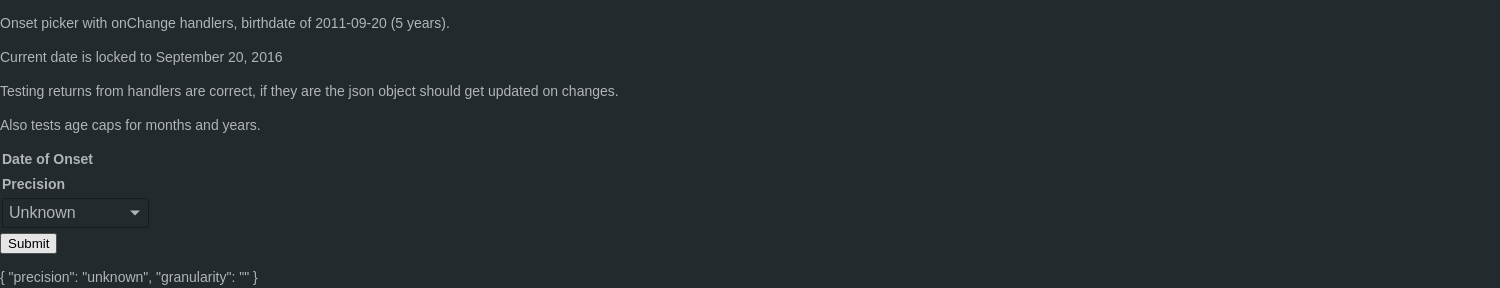 Onset picker with onChange handlers, birthdate of 2011-09-20 (5 years).
Current date is locked to September 20, 2016
Testing returns from handlers are correct, if they are the json object should get updated on changes.
Also tests age caps for months and years.
Date of Onset
Precision
Unknown
Submit
{ "precision": "unknown", "granularity": "" }